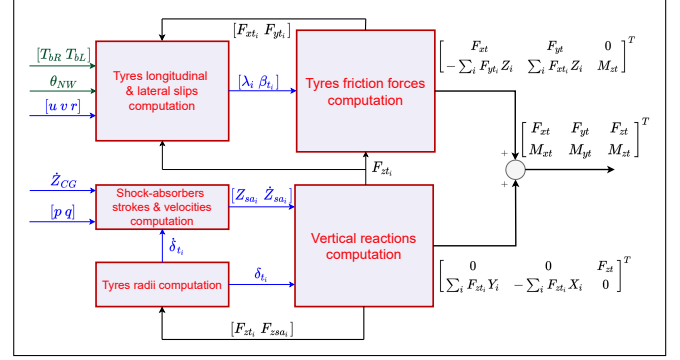 [F_{xt_i} F_{yt_i}]
[F_{xt} F_{yt} 0
-∑_i F_{yt_i} Z_i ∑_i F_{xt_i} Z_i M_{zt}]^T
[T_{bR} T_{bL}]
θ_{NW}
[u v r]
Tyres longitudinal
& lateral slips
computation
[λ_i β_{t_i}]
Tyres friction forces
computation
[F_{xt} F_{yt} F_{zt}
M_{xt} M_{yt} M_{zt}]^T
+
+
F_{zt_i}
Ż_{CG}
[p q]
Shock-absorbers
strokes & velocities
computation
[Z_{sa_i} Ż_{sa_i}]
Vertical reactions
computation
δ̇_{t_i}
Tyres radii computation
δ_{t_i}
[0 0 F_{zt}
∑_i F_{zt_i} Y_i -∑_i F_{zt_i} X_i 0]^T
[F_{zt_i} F_{zsa_i}]